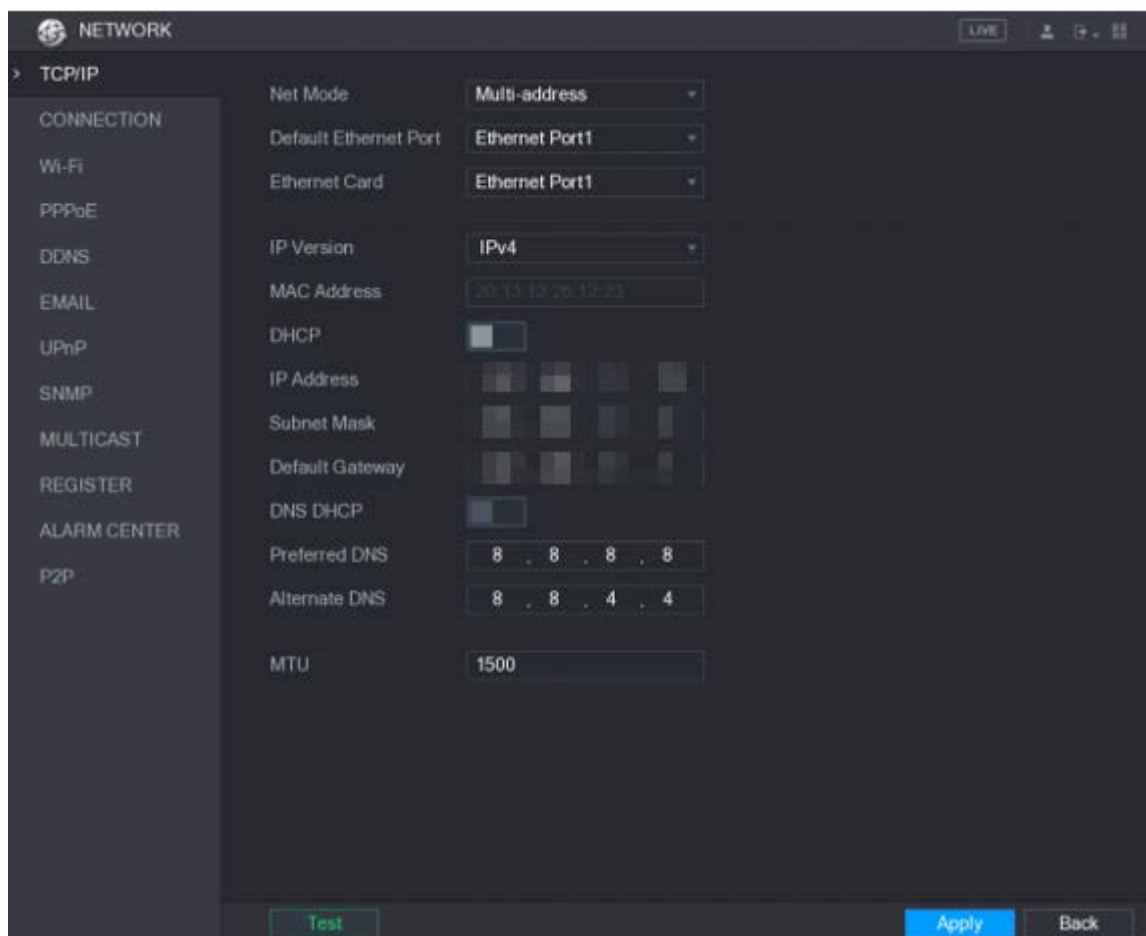 NETWORK
LIVE
TCP/IP
CONNECTION
Wi-Fi
PPPoE
DDNS
EMAIL
UPnP
SNMP
MULTICAST
REGISTER
ALARM CENTER
P2P
Net Mode Multi-address
Default Ethernet Port Ethernet Port1
Ethernet Card Ethernet Port1
IP Version IPv4
MAC Address
DHCP
IP Address
Subnet Mask
Default Gateway
DNS DHCP
Preferred DNS 8 . 8 . 8 . 8
Alternate DNS 8 . 8 . 4 . 4
MTU 1500
Test Apply Back